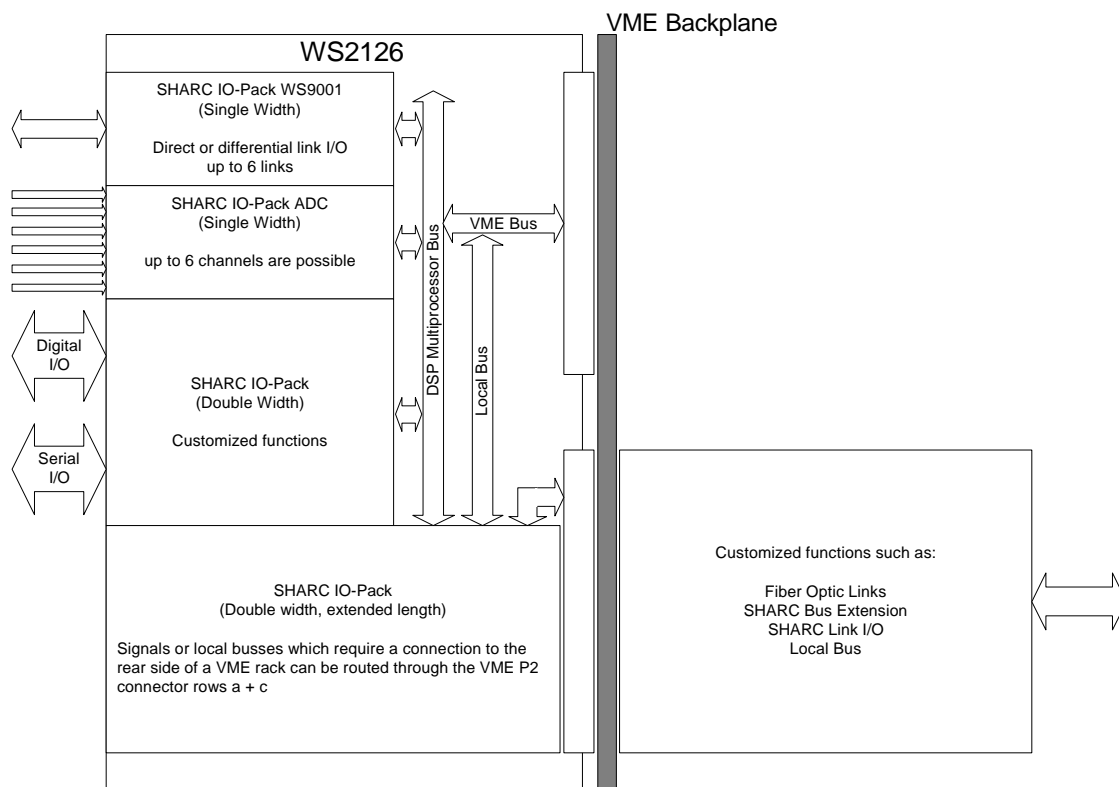 VME Backplane
WS2126
SHARC IO-Pack WS9001
(Single Width)
Direct or differential link I/O
up to 6 links
SHARC IO-Pack ADC
(Single Width)
up to 6 channels are possible
Digital
I/O
Serial
I/O
SHARC IO-Pack
(Double Width)
Customized functions
DSP Multiprocessor Bus
VME Bus
Local Bus
SHARC IO-Pack
(Double width, extended length)
Signals or local busses which require a connection to the
rear side of a VME rack can be routed through the VME P2
connector rows a + c
Customized functions such as:
Fiber Optic Links
SHARC Bus Extension
SHARC Link I/O
Local Bus